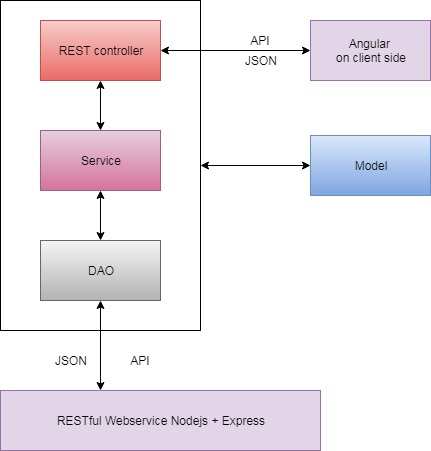 REST controller
API
JSON
Angular
on client side
Service
Model
DAO
JSON
API
RESTful Webservice Nodejs + Express